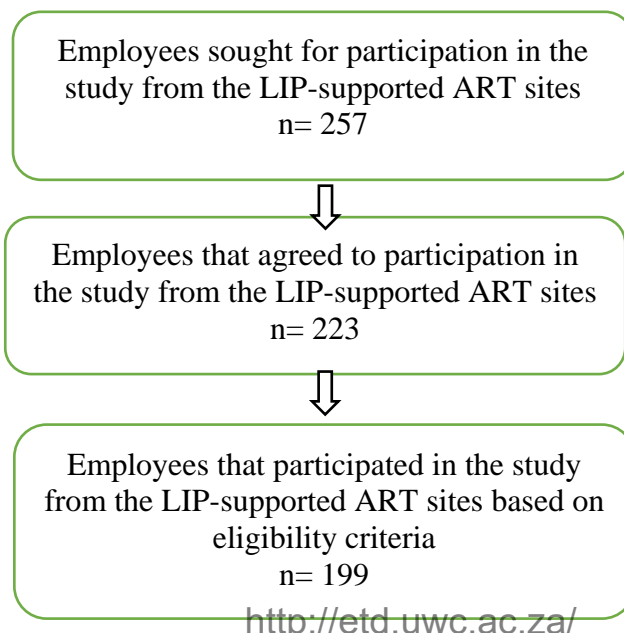 Employees sought for participation in the
study from the LIP-supported ART sites
n= 257
Employees that agreed to participation in
the study from the LIP-supported ART sites
n= 223
Employees that participated in the study
from the LIP-supported ART sites based on
eligibility criteria
n= 199
http://etd.uwc.ac.za/